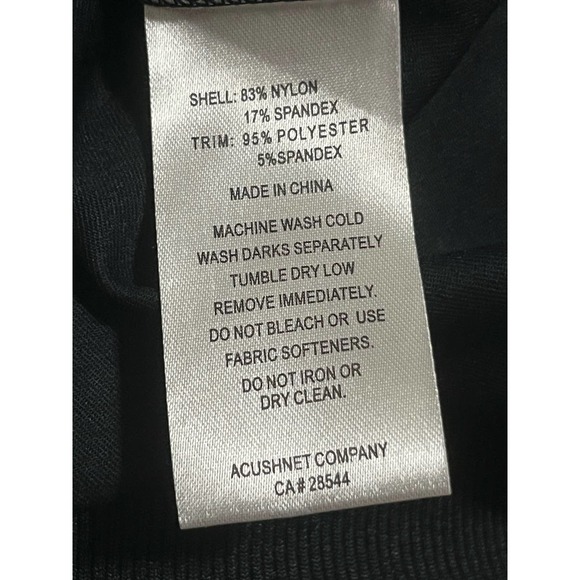 SHELL: 83% NYLON
17% SPANDEX
TRIM: 95% POLYESTER
5%SPANDEX
MADE IN CHINA
MACHINE WASH COLD
WASH DARKS SEPARATELY
TUMBLE DRY LOW
REMOVE IMMEDIATELY.
DO NOT BLEACH OR USE
FABRIC SOFTENERS.
DO NOT IRON OR
DRY CLEAN.
ACUSHNET COMPANY
CA# 28544